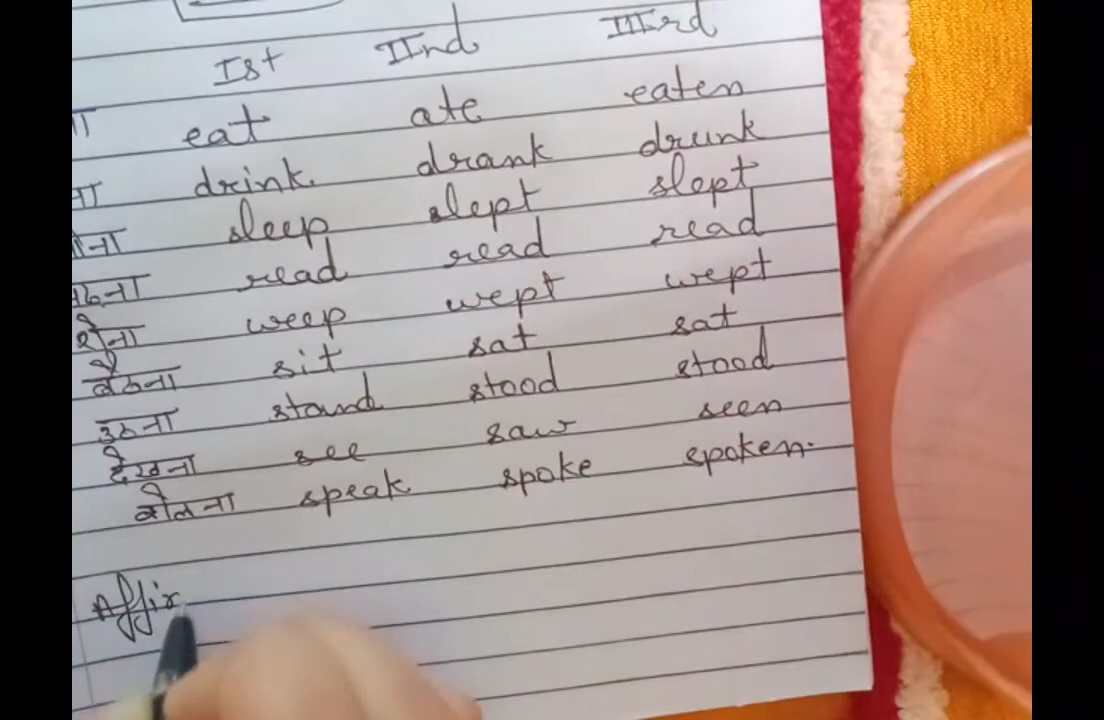 Ist IInd IIIrd
eat ate eaten
drink. drank drunk
sleep slept slept
read read read
रोना weep wept wept
बैठना sit sat sat
उठना stand stood stood
देखना see saw seen
बोलना speak spoke spoken.
Affir